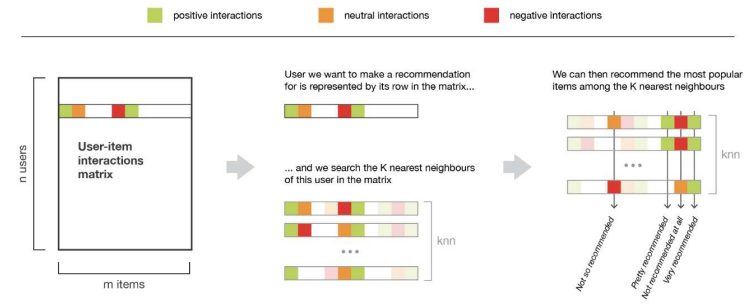 positive interactions
neutral interactions
negative interactions
n users
User-item
interactions
matrix
m items
User we want to make a recommendation
for is represented by its row in the matrix...
... and we search the K nearest neighbours
of this user in the matrix
knn
We can then recommend the most popular
items among the K nearest neighbours
knn
Not so recommended
Pretty recommended
Not recommended at all
Very recommended